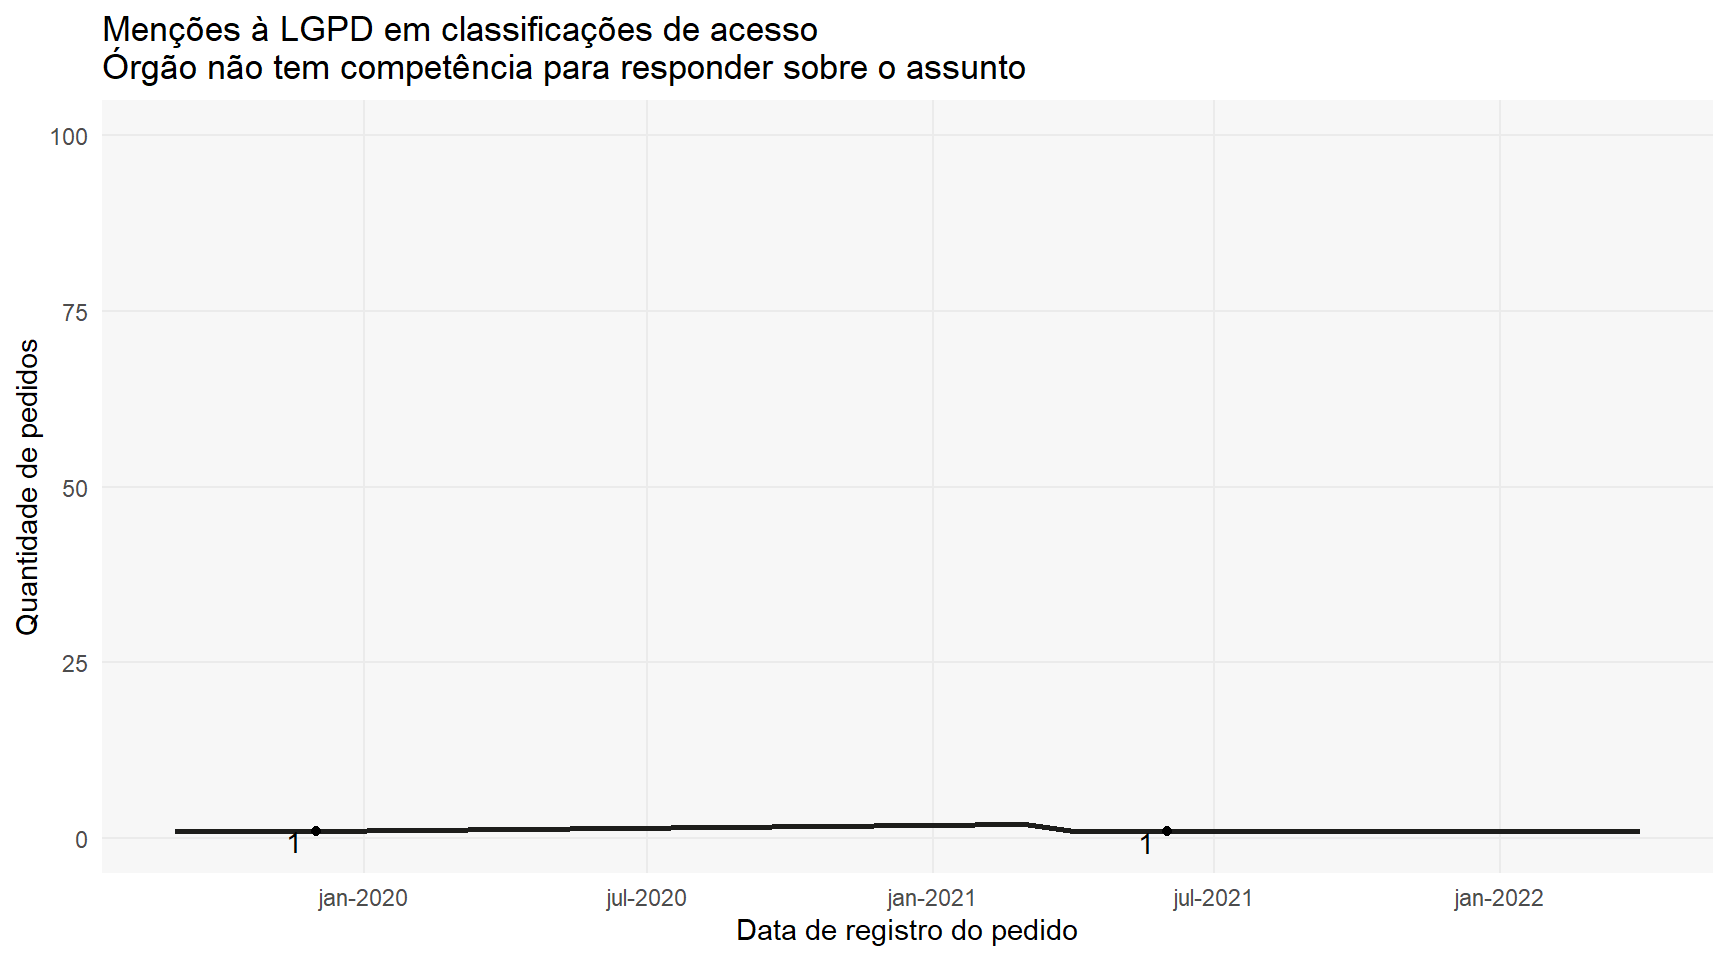 Menções à LGPD em classificações de acesso
Órgão não tem competência para responder sobre o assunto
Quantidade de pedidos
100
75
50
25
0
1
1
jan-2020
jul-2020
jan-2021
jul-2021
jan-2022
Data de registro do pedido